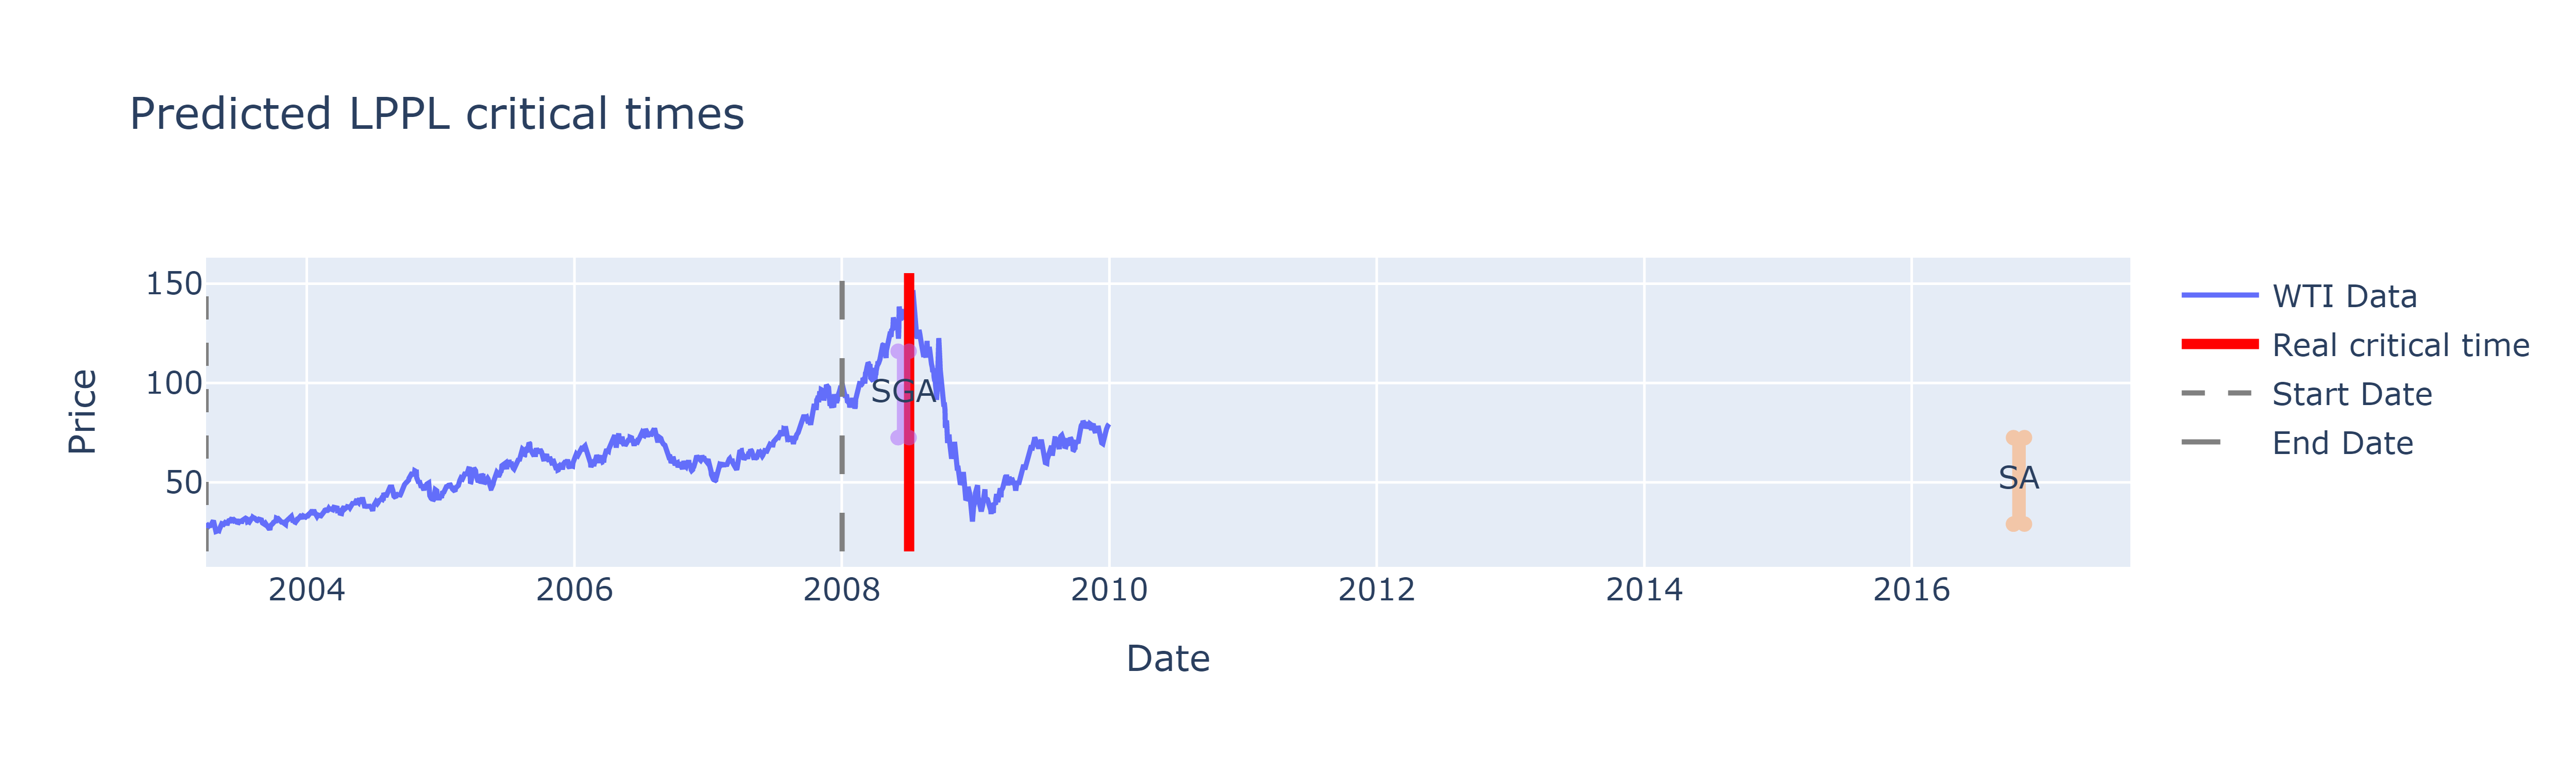 Predicted LPPL critical times
Price
150
100
50
SGA
SA
WTI Data
Real critical time
Start Date
End Date
2004 2006 2008 2010 2012 2014 2016
Date